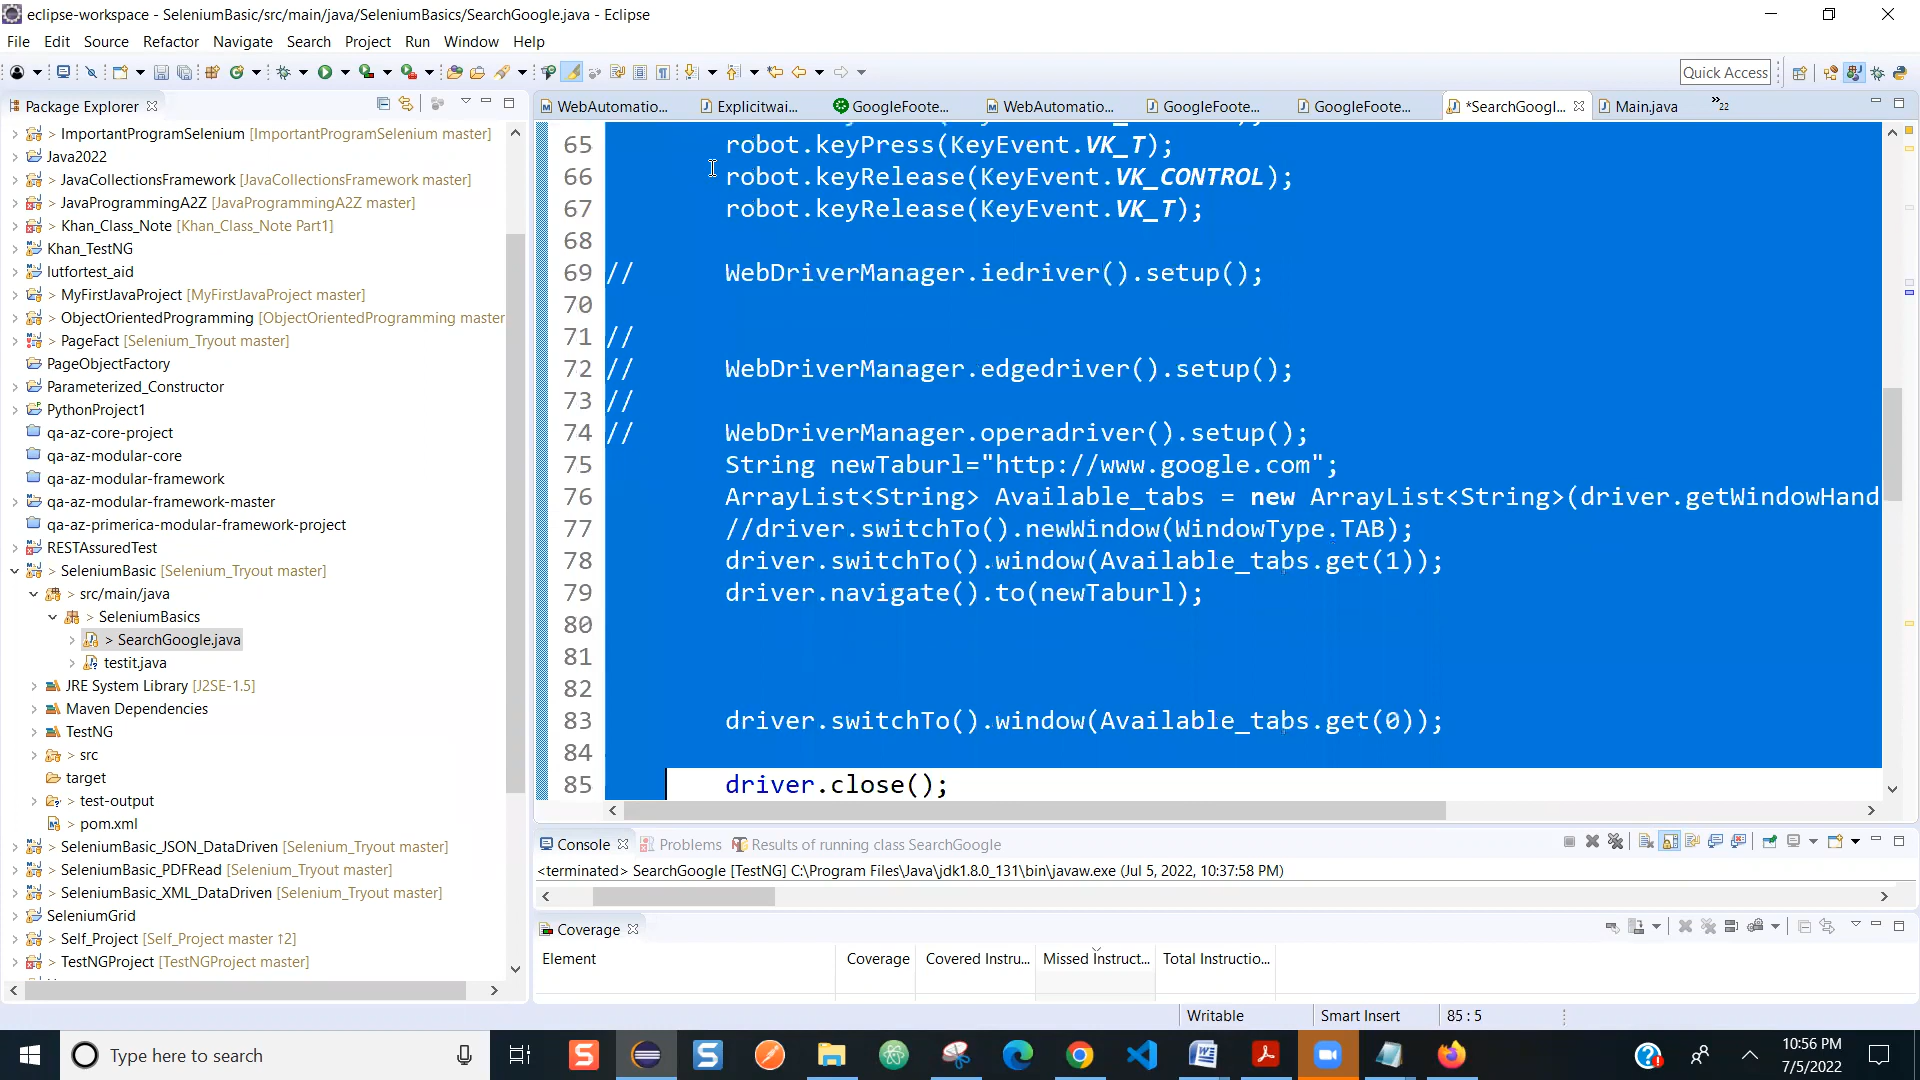 eclipse-workspace - SeleniumBasic/src/main/java/SeleniumBasics/SearchGoogle.java - Eclipse
File Edit Source Refactor Navigate Search Project Run Window Help
Quick Access
Package Explorer
WebAutomatio... Explicitwai... GoogleFoote... WebAutomatio... GoogleFoote... GoogleFoote... *SearchGoogl... Main.java »22
> ImportantProgramSelenium [ImportantProgramSelenium master]
Java2022
> JavaCollectionsFramework [JavaCollectionsFramework master]
> JavaProgrammingA2Z [JavaProgrammingA2Z master]
> Khan_Class_Note [Khan_Class_Note Part1]
Khan_TestNG
lutfortest_aid
> MyFirstJavaProject [MyFirstJavaProject master]
> ObjectOrientedProgramming [ObjectOrientedProgramming master
> PageFact [Selenium_Tryout master]
PageObjectFactory
Parameterized_Constructor
PythonProject1
qa-az-core-project
qa-az-modular-core
qa-az-modular-framework
qa-az-modular-framework-master
qa-az-primerica-modular-framework-project
RESTAssuredTest
> SeleniumBasic [Selenium_Tryout master]
> src/main/java
> SeleniumBasics
> SearchGoogle.java
testit.java
JRE System Library [J2SE-1.5]
Maven Dependencies
TestNG
> src
target
> test-output
> pom.xml
> SeleniumBasic_JSON_DataDriven [Selenium_Tryout master]
> SeleniumBasic_PDFRead [Selenium_Tryout master]
> SeleniumBasic_XML_DataDriven [Selenium_Tryout master]
SeleniumGrid
> Self_Project [Self_Project master ↑2]
> TestNGProject [TestNGProject master]
65 robot.keyPress(KeyEvent.VK_T);
66 robot.keyRelease(KeyEvent.VK_CONTROL);
67 robot.keyRelease(KeyEvent.VK_T);
68
69 // WebDriverManager.iedriver().setup();
70
71 //
72 // WebDriverManager.edgedriver().setup();
73 //
74 // WebDriverManager.operadriver().setup();
75 String newTaburl="http://www.google.com";
76 ArrayList<String> Available_tabs = new ArrayList<String>(driver.getWindowHand
77 //driver.switchTo().newWindow(WindowType.TAB);
78 driver.switchTo().window(Available_tabs.get(1));
79 driver.navigate().to(newTaburl);
80
81
82
83 driver.switchTo().window(Available_tabs.get(0));
84
85 driver.close();
Console Problems Results of running class SearchGoogle
<terminated> SearchGoogle [TestNG] C:\Program Files\Java\jdk1.8.0_131\bin\javaw.exe (Jul 5, 2022, 10:37:58 PM)
Coverage
Element Coverage Covered Instru... Missed Instruct... Total Instructio...
Writable Smart Insert 85 : 5
Type here to search
10:56 PM
7/5/2022